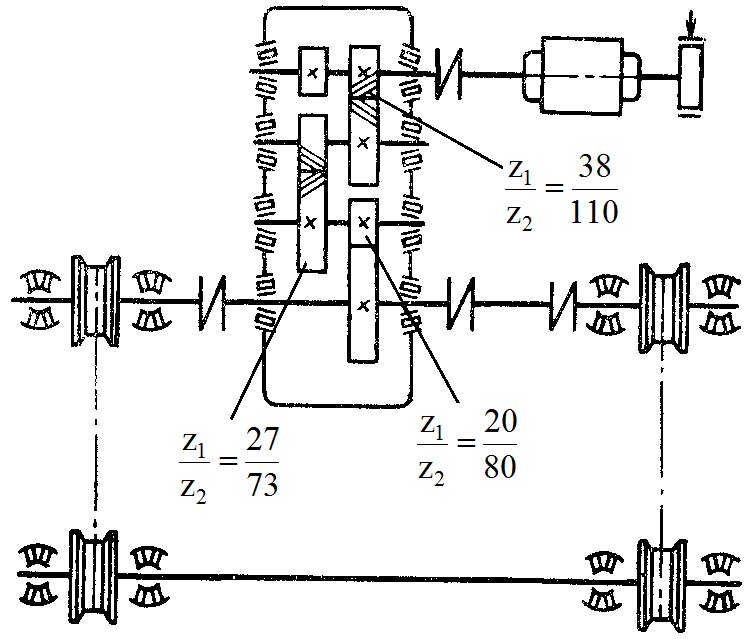 z₁/z₂ = 38/110
z₁/z₂ = 27/73
z₁/z₂ = 20/80